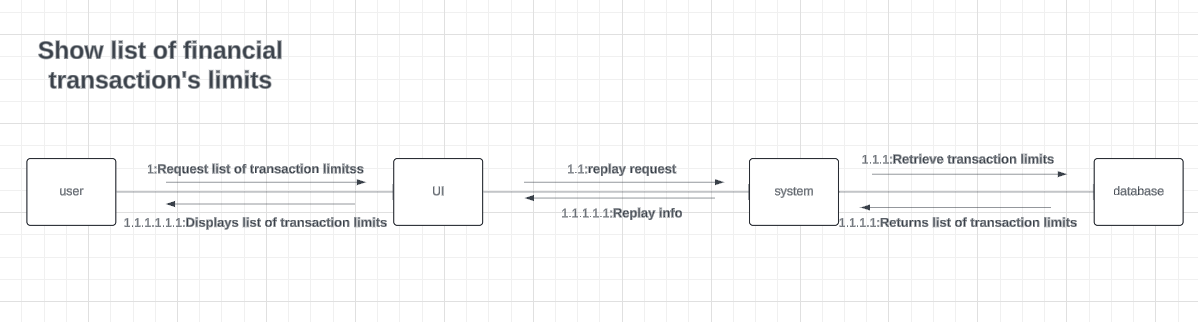 Show list of financial
transaction's limits
1:Request list of transaction limitss
1.1:replay request
1.1.1:Retrieve transaction limits
user
UI
system
database
1.1.1.1.1.1:Displays list of transaction limits
1.1.1.1.1:Replay info
1.1.1.1:Returns list of transaction limits